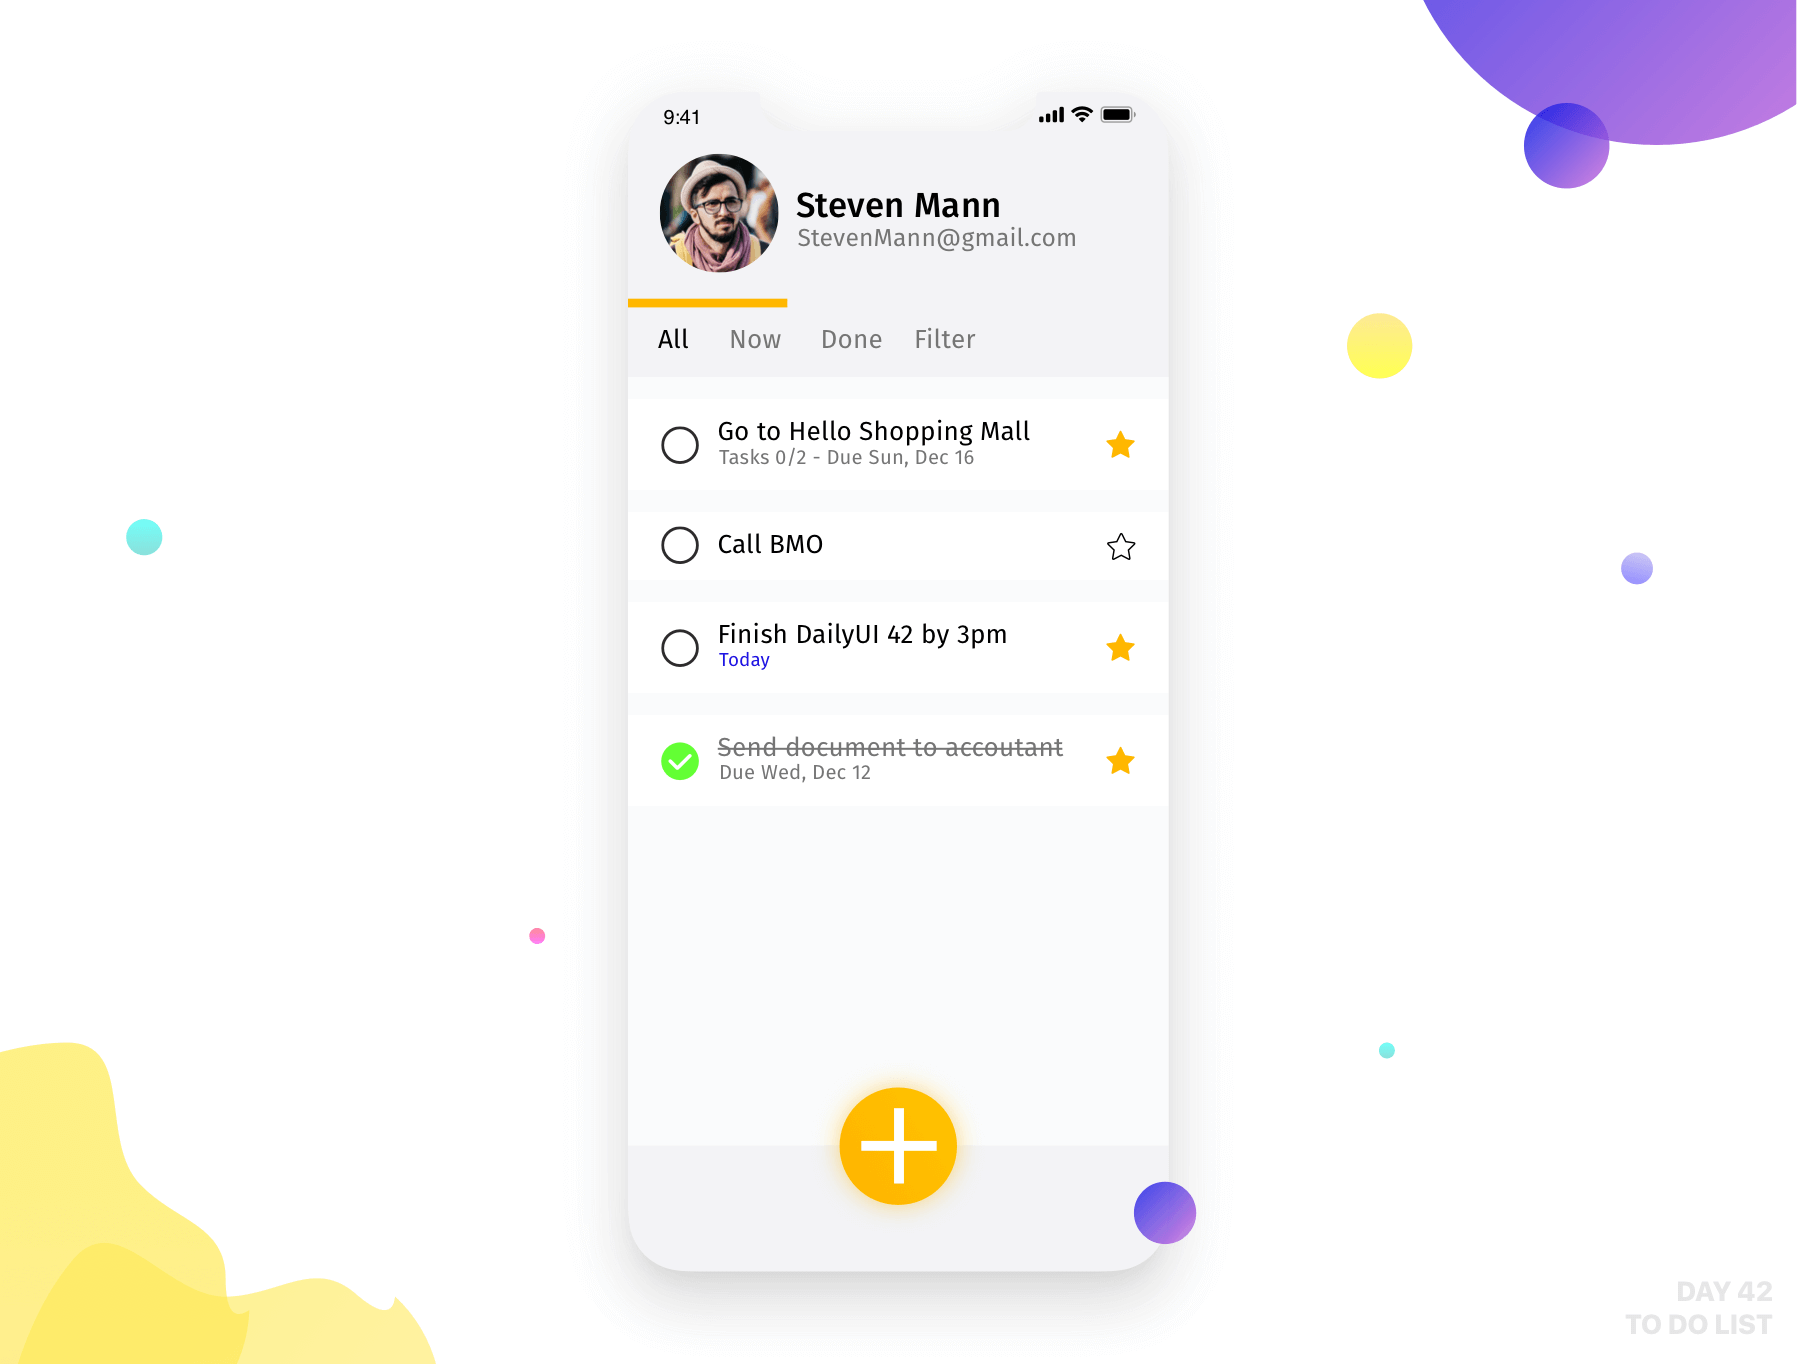 9:41
Steven Mann
StevenMann@gmail.com
All Now Done Filter
Go to Hello Shopping Mall
Tasks 0/2 - Due Sun, Dec 16
Call BMO
Finish DailyUI 42 by 3pm
Today
Send document to accoutant
Due Wed, Dec 12
DAY 42
TO DO LIST